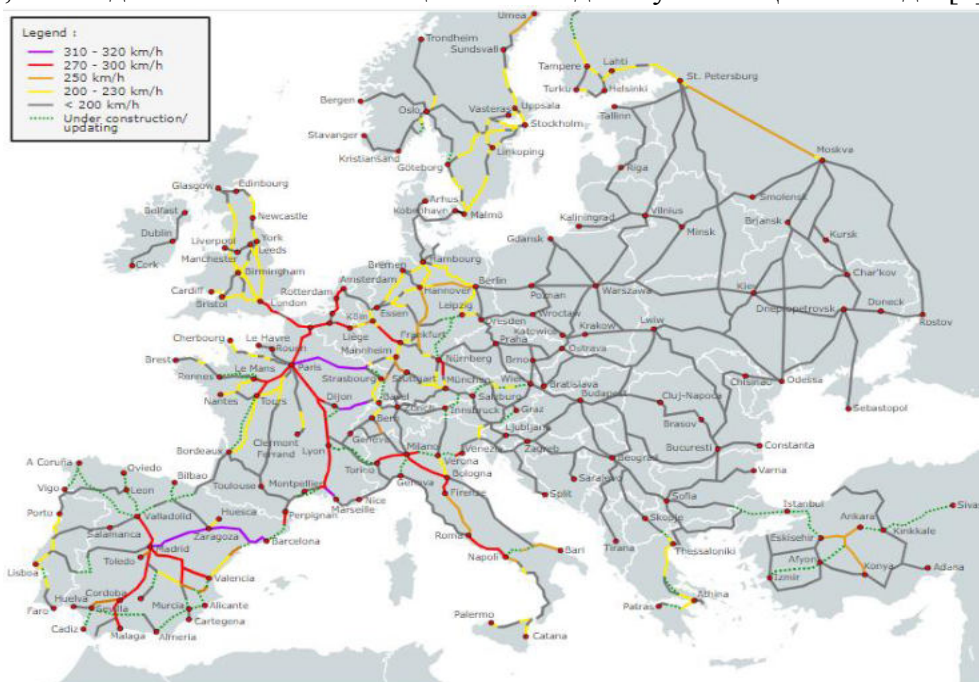 Legend :
310 - 320 km/h
270 - 300 km/h
250 km/h
200 - 230 km/h
< 200 km/h
Under construction/
updating
Umea
Trondheim
Sundsvall
Tampere
Lahti
St. Petersburg
Turku
Helsinki
Bergen
Oslo
Vasteras
Uppsala
Tallinn
Stockholm
Stavanger
Linkoping
Moskva
Kristiansand
Göteborg
Riga
Glasgow
Edinbourg
Arhus
Smolensk
Belfast
Newcastle
Kobenhavn
Malmö
Kaliningrad
Vilnius
Brjansk
Minsk
Kursk
Dublin
Liverpool
York
Leeds
Gdansk
Manchester
Hambourg
Cork
Birmingham
Bremen
Amsterdam
Char'kov
Cardiff
Rotterdam
Hannover
Berlin
Poznan
Warszawa
Kiev
Bristol
London
Leipzig
Doneck
Essen
Dnepropetrovsk
Köln
Dresden
Wroctaw
Rostov
Cherbourg
Liège
Frankfurt
Katowice
Krakow
Lwiw
Le Havre
Praha
Rouen
Mannheim
Ostrava
Brest
Le Mans
Paris
Nürnberg
Brno
Rennes
Strasbourg
Stuttgart
Wien
Chisinau
Odessa
München
Bratislava
Nantes
Tours
Dijon
Basel
Salzburg
Budapest
Sebastopol
Zürich
Innsbruck
Graz
Cluj-Napoca
Bern
Ljubljana
Brasov
Clermont
Ferrand
Geneva
Milano
Venezia
Zagreb
Bucuresti
Constanta
Bordeaux
Lyon
Verona
Beograd
A Coruña
Oviedo
Torino
Bologna
Bilbao
Toulouse
Montpellier
Genova
Sarajevo
Varna
Vigo
Leon
Nice
Firenze
Split
Sofia
Huesca
Marseille
Porto
Valladolid
Perpignan
Istanbul
Sivas
Salamanca
Zaragoza
Skopje
Ankara
Barcelona
Roma
Kirikkale
Madrid
Eskisehir
Toledo
Bari
Tirana
Thessaloniki
Napoli
Afyon
Lisboa
Valencia
Konya
Adana
Izmir
Huelva
Cordoba
Faro
Sevilla
Murcia
Alicante
Palermo
Patras
Athina
Cartegena
Cadiz
Malaga
Almeria
Catana